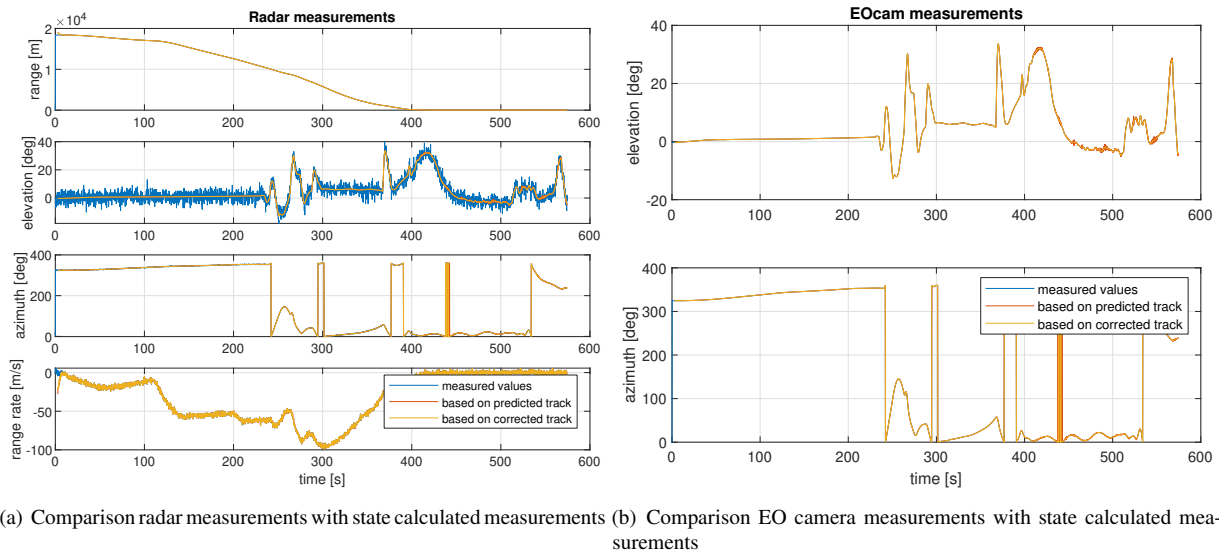 Radar measurements
×10⁴
2
1
0
range [m]
0 100 200 300 400 500 600
40
20
0
elevation [deg]
0 100 200 300 400 500 600
400
200
0
azimuth [deg]
0 100 200 300 400 500 600
0
-50
-100
range rate [m/s]
measured values
based on predicted track
based on corrected track
0 100 200 300 400 500 600
time [s]
EOcam measurements
40
20
0
-20
elevation [deg]
0 100 200 300 400 500 600
400
300
200
100
0
azimuth [deg]
measured values
based on predicted track
based on corrected track
0 100 200 300 400 500 600
time [s]
(a) Comparison radar measurements with state calculated measurements
(b) Comparison EO camera measurements with state calculated mea-
surements